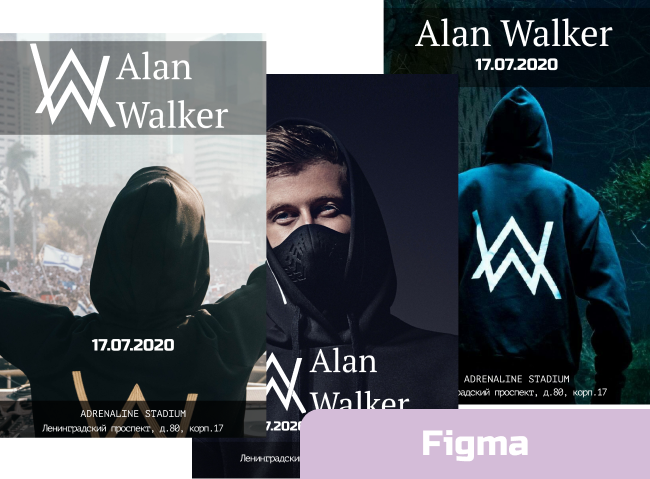 Alan
Walker
17.07.2020
ADRENALINE STADIUM
Ленинградский проспект, д.80, корп.17
Alan
Walker
Alan Walker
17.07.2020
ADRENALINE STADIUM
проспект, д.80, корп.17
Figma